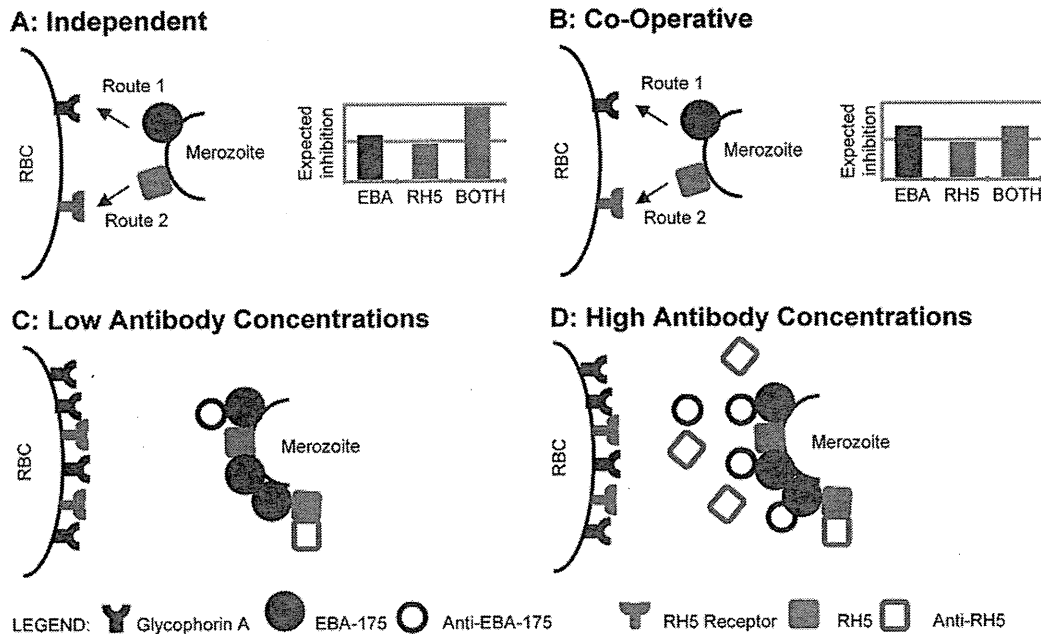 A: Independent
RBC
Route 1
Merozoite
Route 2
Expected
inhibition
EBA RH5 BOTH
B: Co-Operative
RBC
Route 1
Merozoite
Route 2
Expected
inhibition
EBA RH5 BOTH
C: Low Antibody Concentrations
RBC
Merozoite
D: High Antibody Concentrations
RBC
Merozoite
LEGEND: Glycophorin A EBA-175 Anti-EBA-175 RH5 Receptor RH5 Anti-RH5